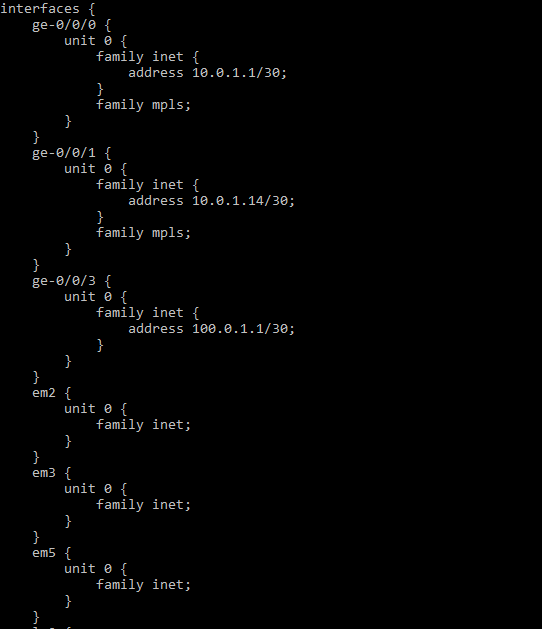 interfaces {
    ge-0/0/0 {
        unit 0 {
            family inet {
                address 10.0.1.1/30;
            }
            family mpls;
        }
    }
    ge-0/0/1 {
        unit 0 {
            family inet {
                address 10.0.1.14/30;
            }
            family mpls;
        }
    }
    ge-0/0/3 {
        unit 0 {
            family inet {
                address 100.0.1.1/30;
            }
        }
    }
    em2 {
        unit 0 {
            family inet;
        }
    }
    em3 {
        unit 0 {
            family inet;
        }
    }
    em5 {
        unit 0 {
            family inet;
        }
    }